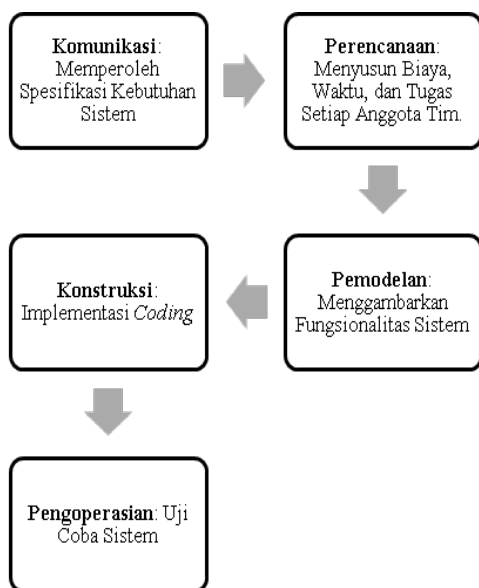 Komunikasi:
Memperoleh
Spesifikasi Kebutuhan
Sistem
Perencanaan:
Menyusun Biaya,
Waktu, dan Tugas
Setiap Anggota Tim.
Pemodelan:
Menggambarkan
Fungsionalitas Sistem
Konstruksi:
Implementasi Coding
Pengoperasian: Uji
Coba Sistem